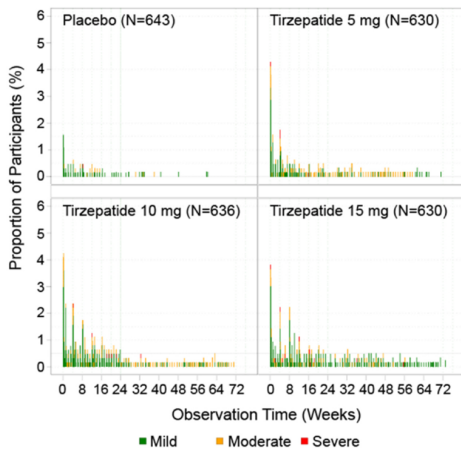 Placebo (N=643)
Tirzepatide 5 mg (N=630)
6
5
4
3
2
1
0
Tirzepatide 10 mg (N=636)
Tirzepatide 15 mg (N=630)
6
5
4
3
2
1
0
Proportion of Participants (%)
0 8 16 24 32 40 48 56 64 72
0 8 16 24 32 40 48 56 64 72
Observation Time (Weeks)
Mild Moderate Severe